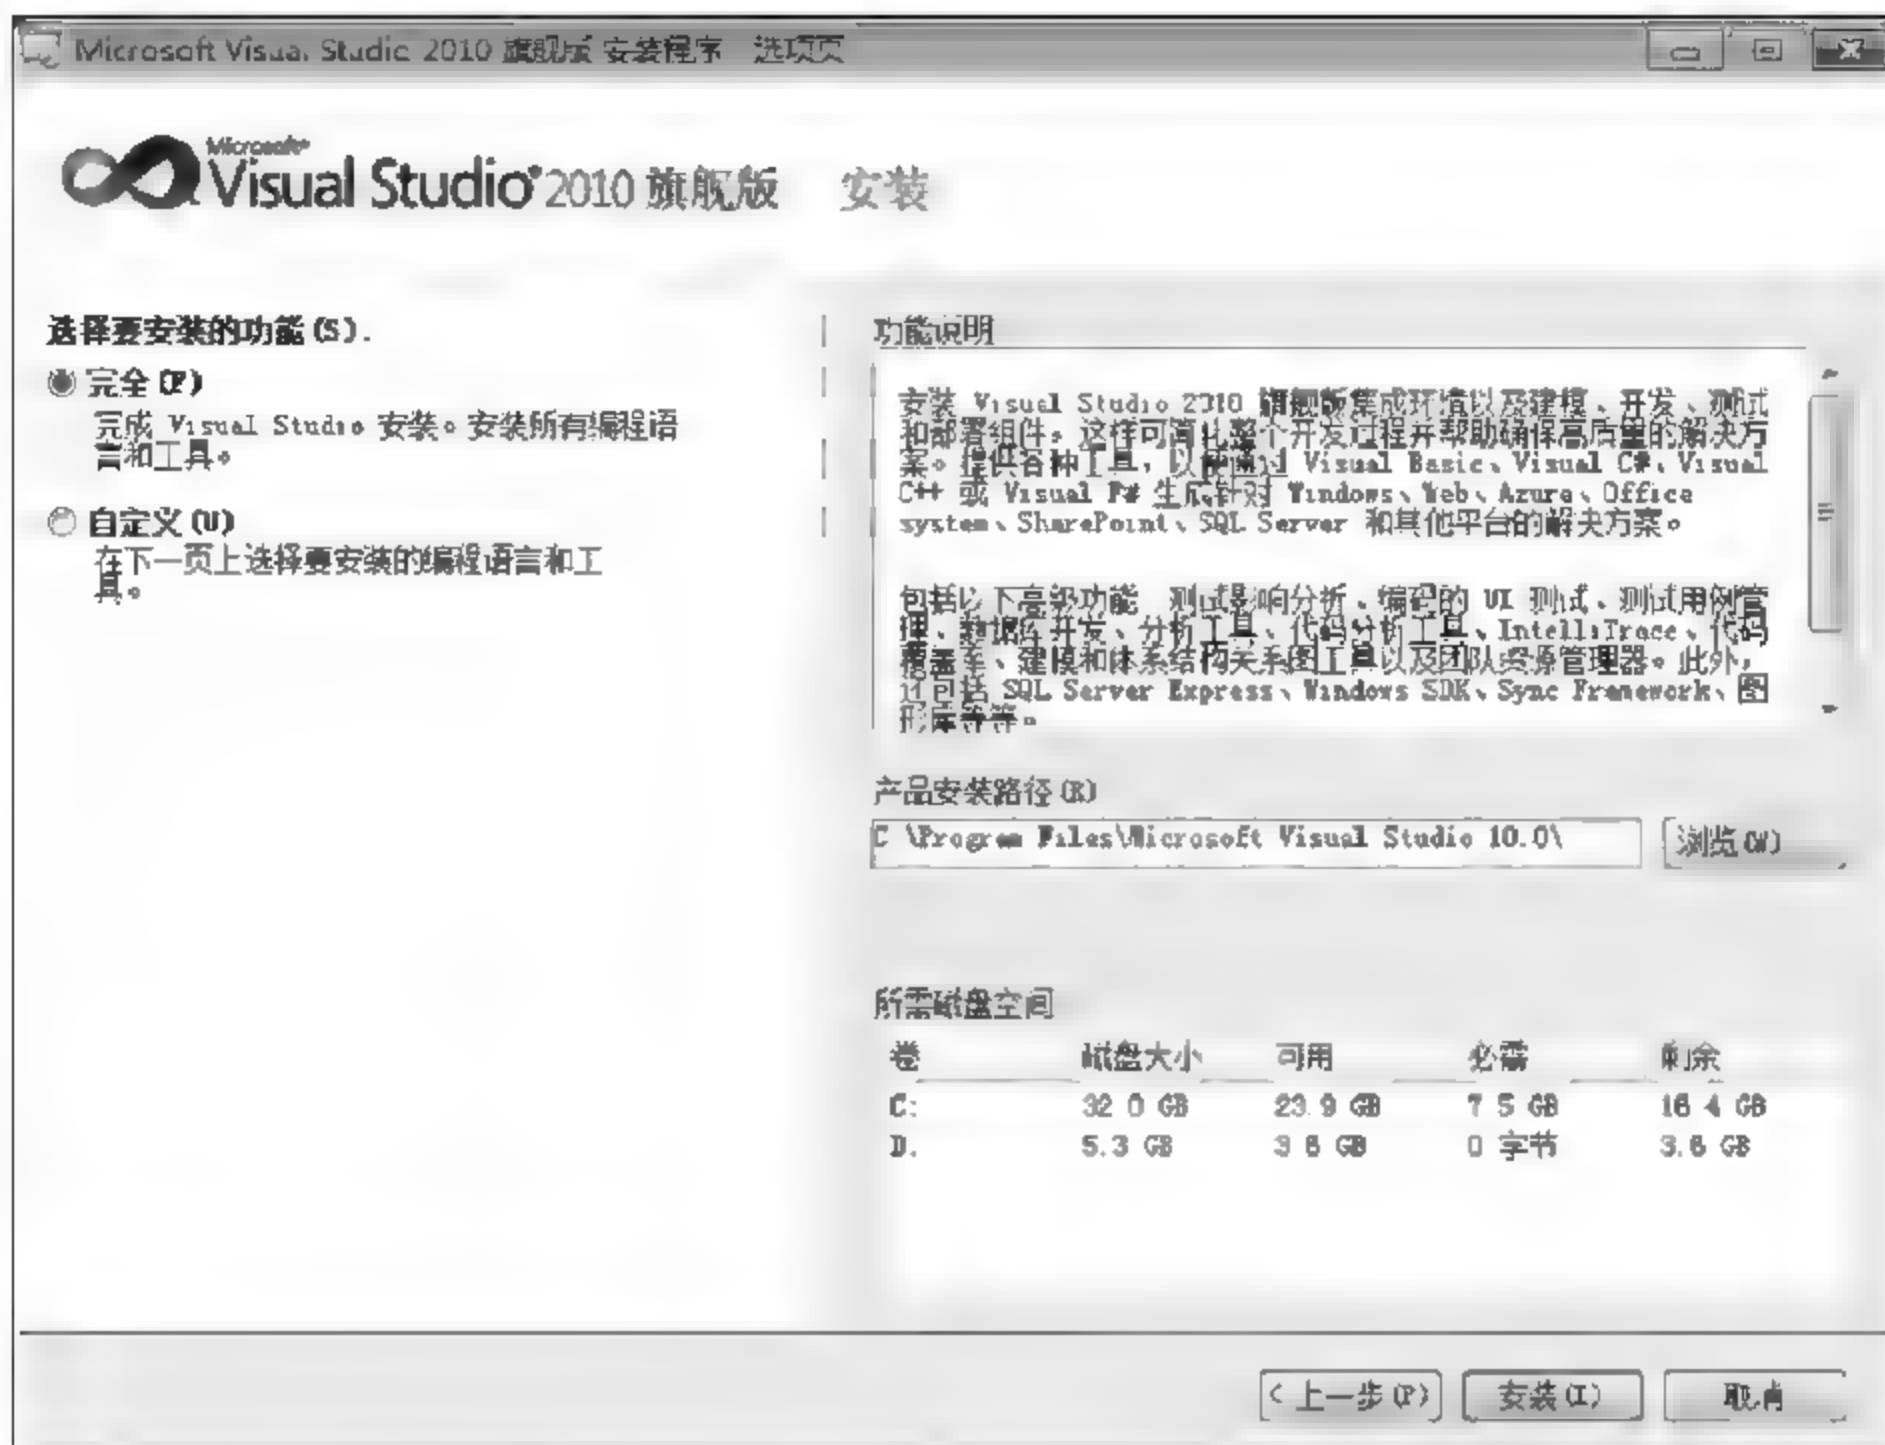 Microsoft Visual Studio 2010 旗舰版 安装程序 选项页
Microsoft®
Visual Studio® 2010 旗舰版 安装
选择要安装的功能(S).
完全(F)
完成 Visual Studio 安装。安装所有编程语
言和工具。
自定义(U)
在下一页上选择要安装的编程语言和工
具。
功能说明
安装 Visual Studio 2010 旗舰版集成环境以及建模、开发、测试
和部署组件。这样可简化整个开发过程并帮助确保高质量的解决方
案。提供各种工具，以便通过 Visual Basic、Visual C#、Visual
C++ 或 Visual F# 生成针对 Windows、Web、Azure、Office
system、SharePoint、SQL Server 和其他平台的解决方案。
包括以下高级功能 测试影响分析、编码的 UI 测试、测试用例管
理、数据库开发、分析工具、代码分析工具、IntelliTrace、代码
覆盖率、建模和体系结构关系图工具以及团队资源管理器。此外，
还包括 SQL Server Express、Windows SDK、Sync Framework、图
形库等等。
产品安装路径(R)
C \Program Files\Microsoft Visual Studio 10.0\
浏览(W)
所需磁盘空间
卷 磁盘大小 可用 必需 剩余
C: 32 0 GB 23.9 GB 7 5 GB 16 4 GB
D. 5.3 GB 3 6 GB 0 字节 3.6 GB
< 上一步(P) 安装(I) 取消